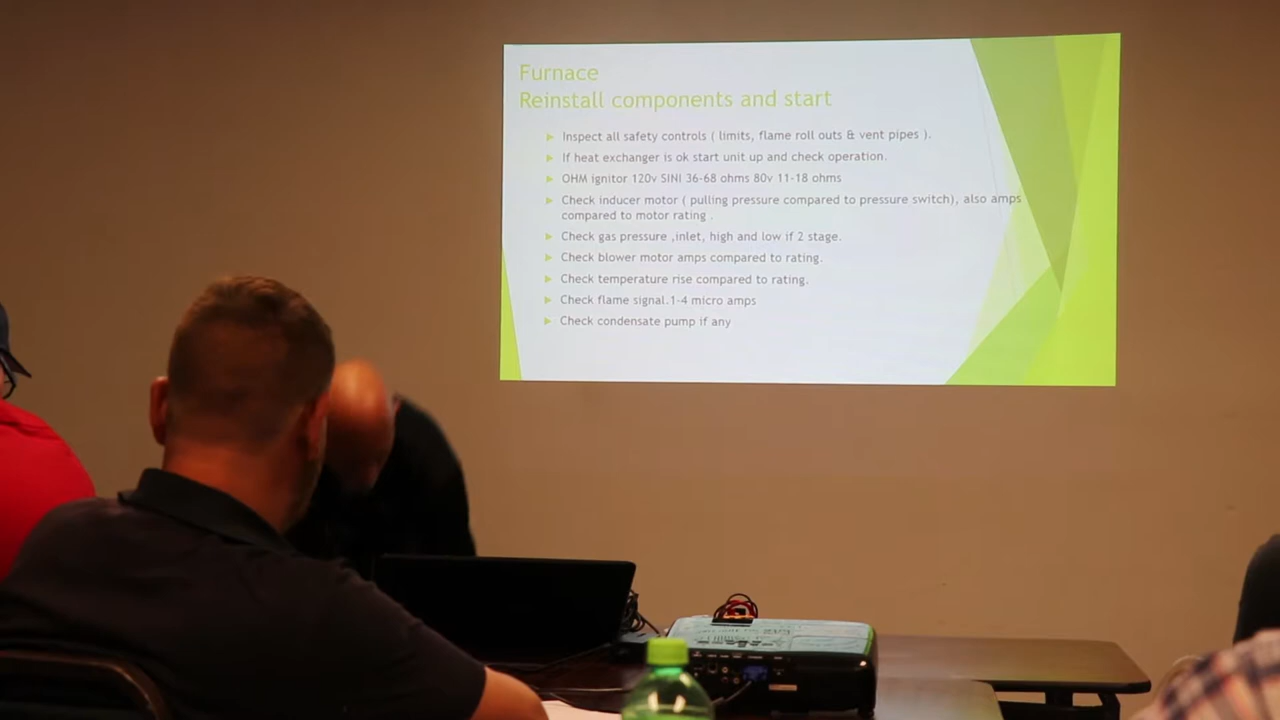 Furnace
Reinstall components and start
Inspect all safety controls ( limits, flame roll outs & vent pipes ).
If heat exchanger is ok start unit up and check operation.
OHM ignitor 120v SINI 36-68 ohms 80v 11-18 ohms
Check inducer motor ( pulling pressure compared to pressure switch), also amps
compared to motor rating .
Check gas pressure ,inlet, high and low if 2 stage.
Check blower motor amps compared to rating.
Check temperature rise compared to rating.
Check flame signal.1-4 micro amps
Check condensate pump if any